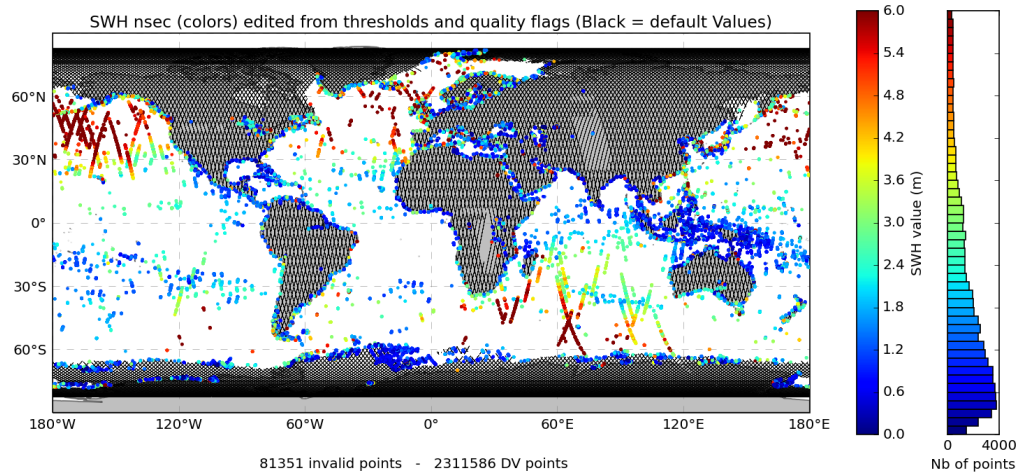 SWH nsec (colors) edited from thresholds and quality flags (Black = default Values)
60°N
30°N
0°
30°S
60°S
180°W 120°W 60°W 0° 60°E 120°E 180°E
81351 invalid points - 2311586 DV points
6.0
5.4
4.8
4.2
3.6
3.0
2.4
1.8
1.2
0.6
0.0
SWH value (m)
0 4000
Nb of points